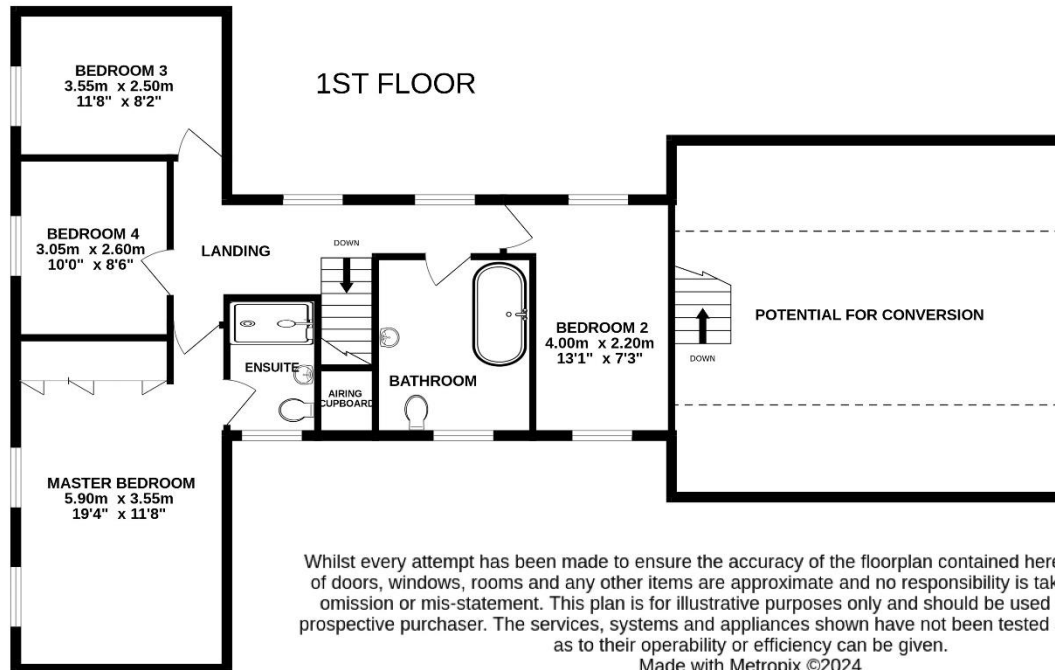 1ST FLOOR
BEDROOM 3
3.55m x 2.50m
11'8" x 8'2"
BEDROOM 4
3.05m x 2.60m
10'0" x 8'6"
LANDING
DOWN
ENSUITE
AIRING
CUPBOARD
BATHROOM
BEDROOM 2
4.00m x 2.20m
13'1" x 7'3"
POTENTIAL FOR CONVERSION
DOWN
MASTER BEDROOM
5.90m x 3.55m
19'4" x 11'8"
Whilst every attempt has been made to ensure the accuracy of the floorplan contained here
of doors, windows, rooms and any other items are approximate and no responsibility is tak
omission or mis-statement. This plan is for illustrative purposes only and should be used
prospective purchaser. The services, systems and appliances shown have not been tested
as to their operability or efficiency can be given.
Made with Metropix ©2024